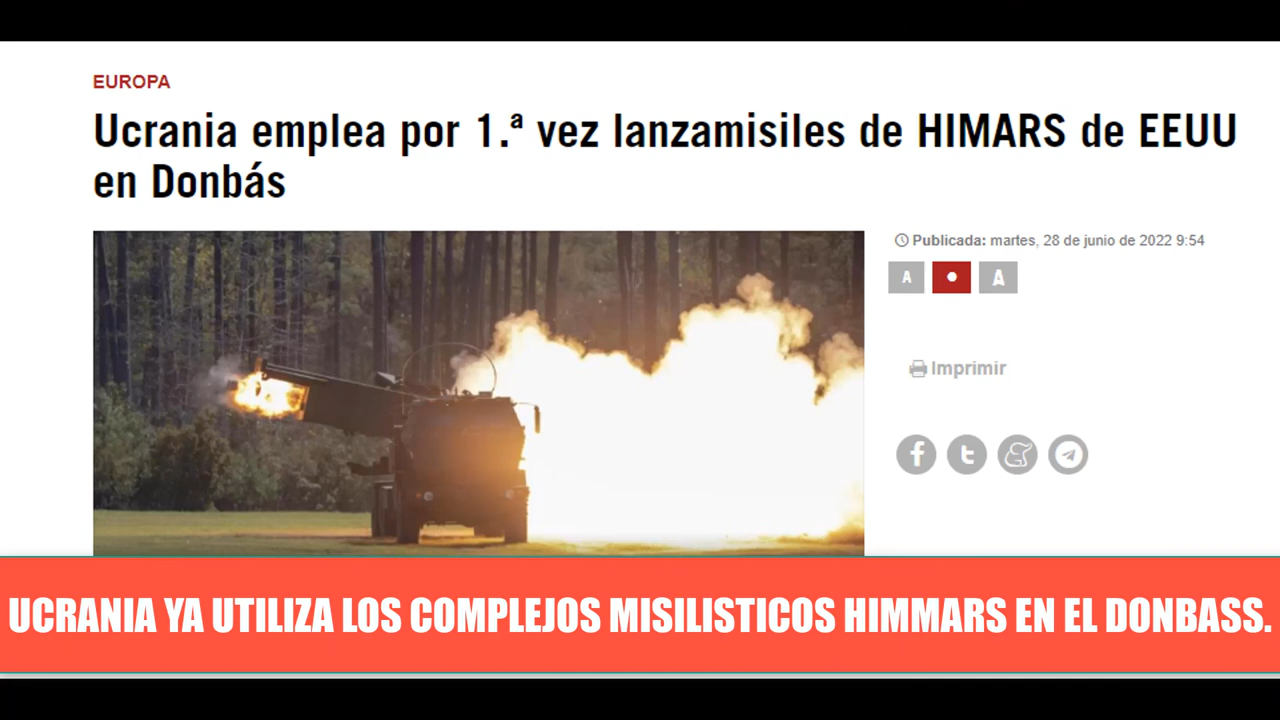 EUROPA
Ucrania emplea por 1.ª vez lanzamisiles de HIMARS de EEUU
en Donbás
Publicada: martes, 28 de junio de 2022 9:54
A A
Imprimir
UCRANIA YA UTILIZA LOS COMPLEJOS MISILISTICOS HIMMARS EN EL DONBASS.